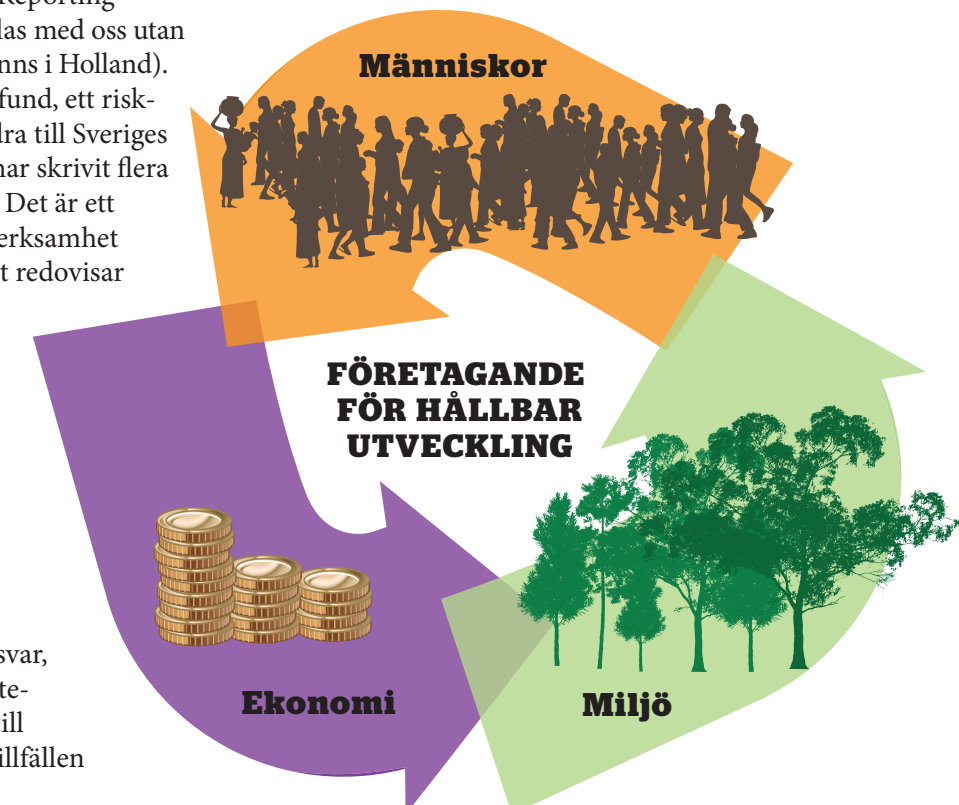 Reporting
las med oss utan
nns i Holland).
fund, ett risk-
dra till Sveriges
har skrivit flera
Det är ett
erksamhet
t redovisar
svar,
te-
till
illfällen
Människor
FÖRETAGANDE
FÖR HÅLLBAR
UTVECKLING
Ekonomi
Miljö